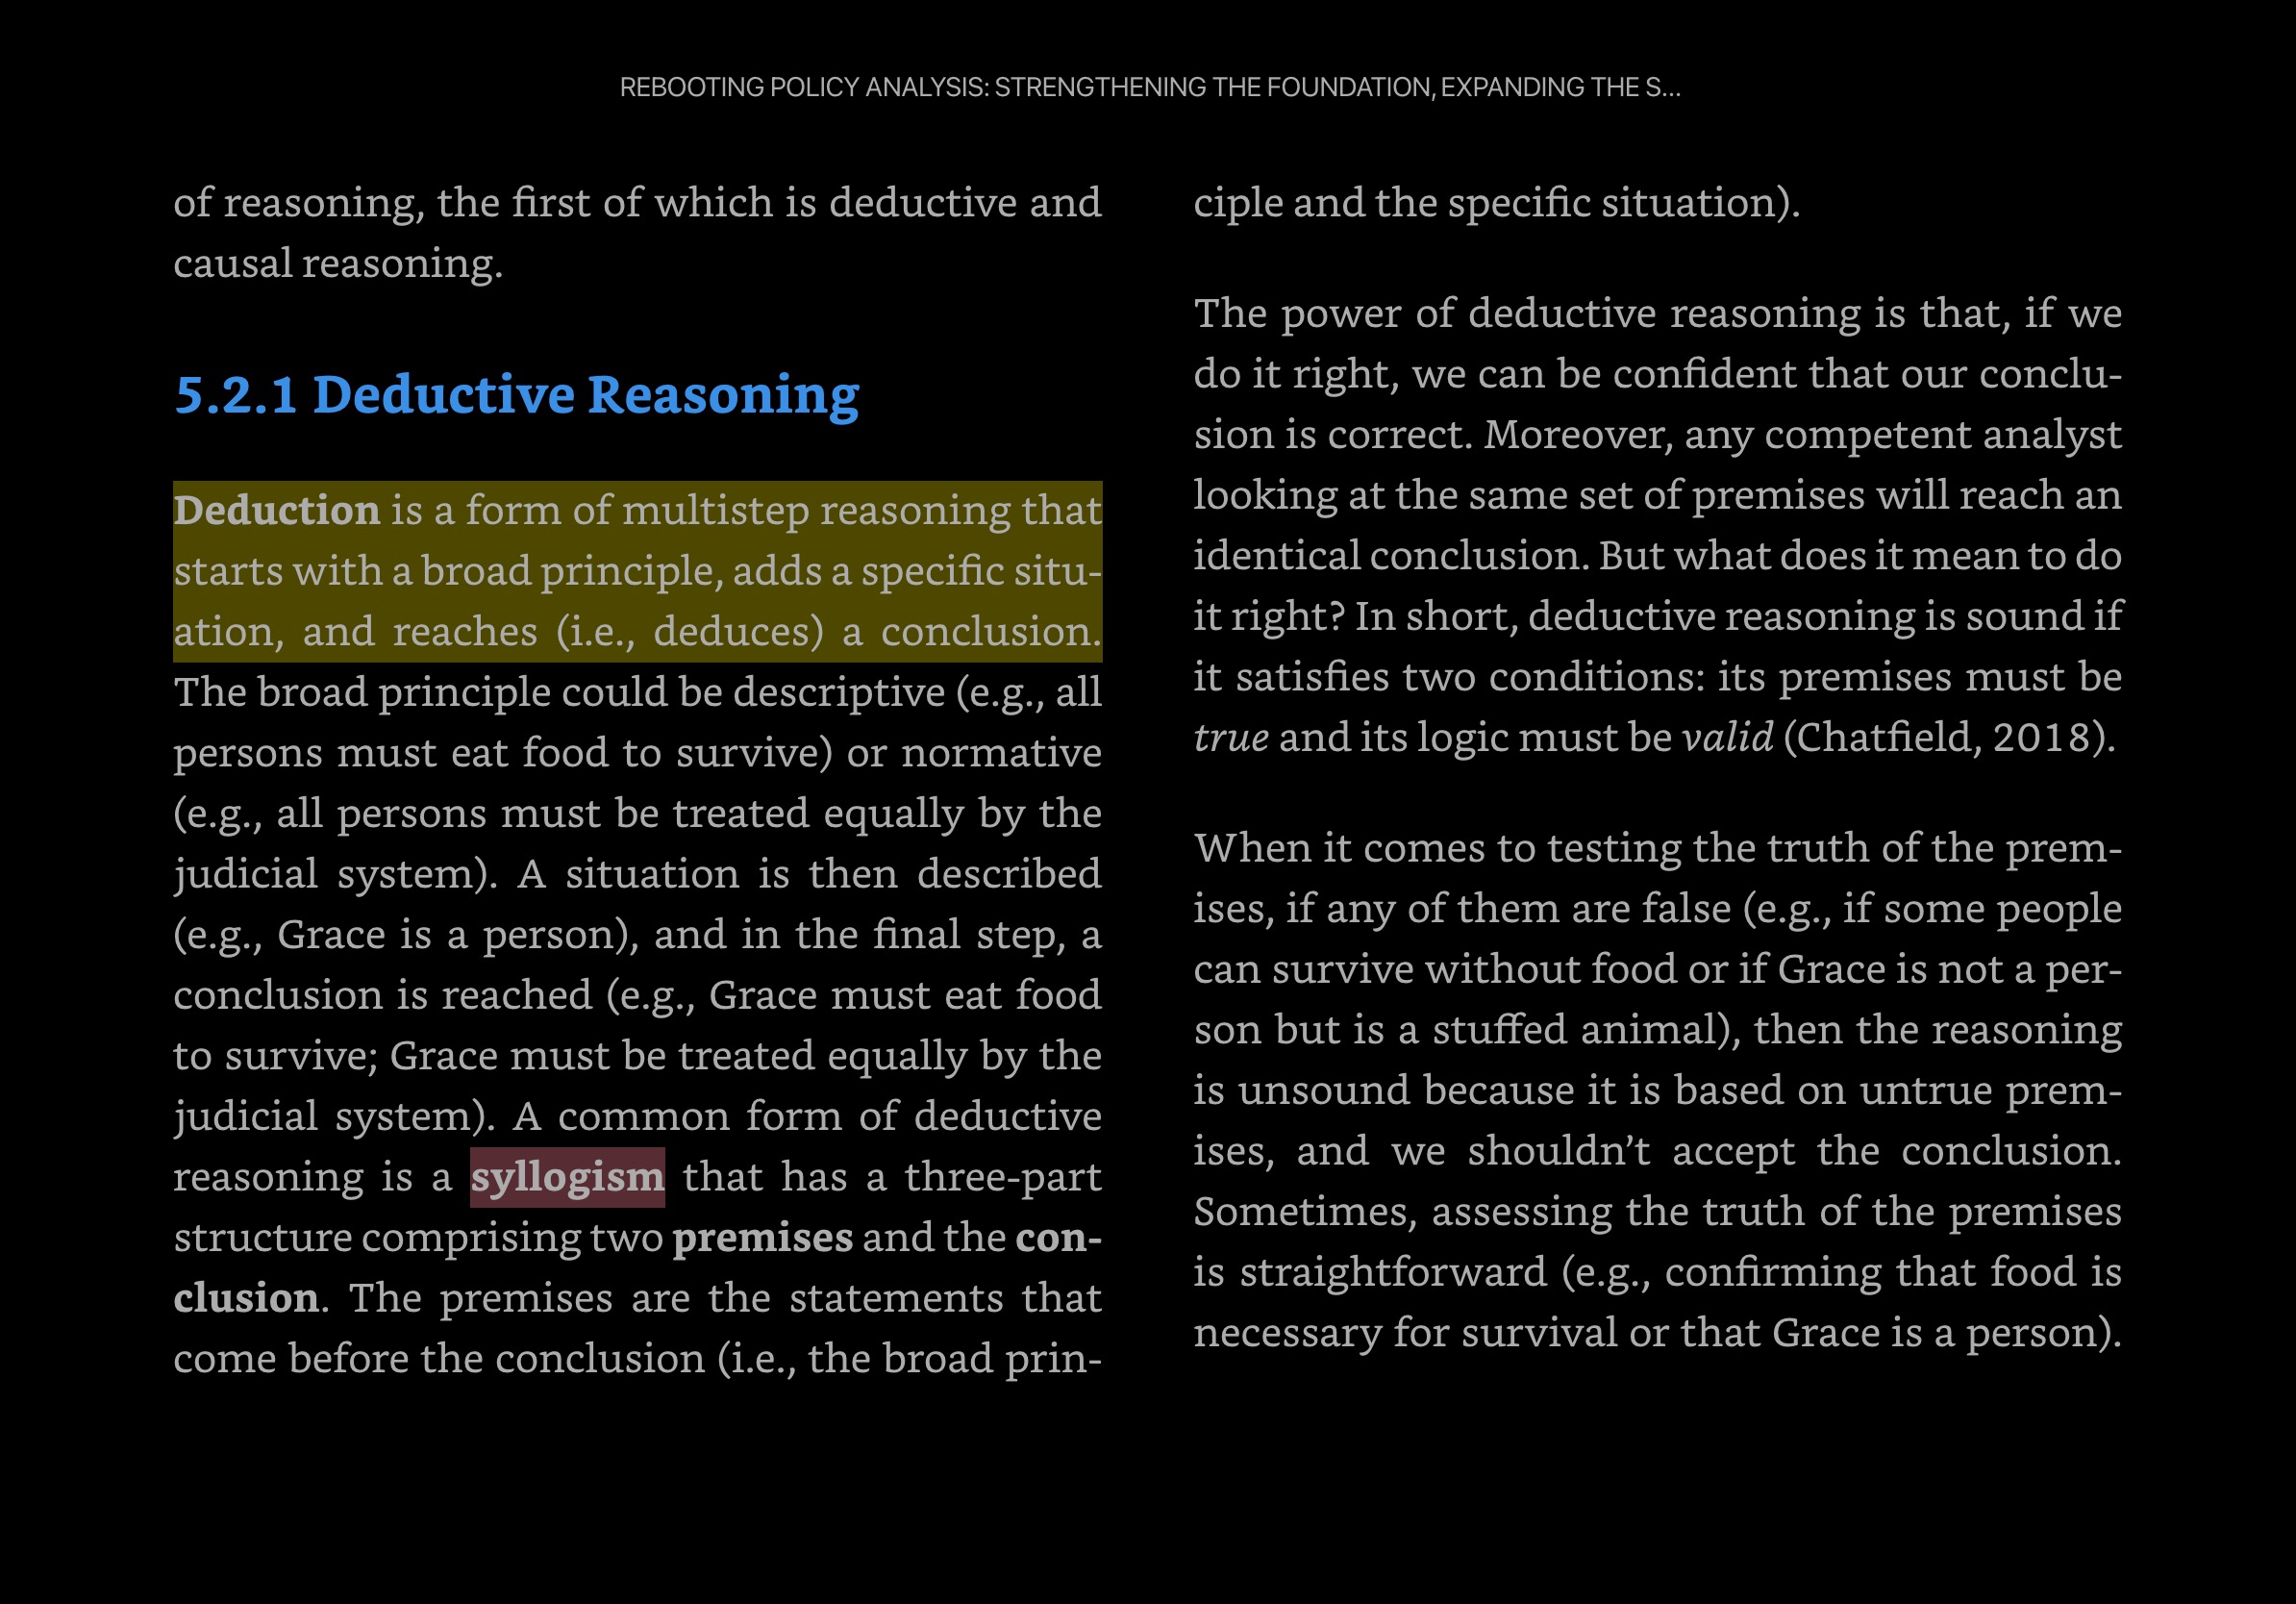 REBOOTING POLICY ANALYSIS: STRENGTHENING THE FOUNDATION, EXPANDING THE S...
of reasoning, the first of which is deductive and
causal reasoning.
5.2.1 Deductive Reasoning
Deduction is a form of multistep reasoning that
starts with a broad principle, adds a specific situ-
ation, and reaches (i.e., deduces) a conclusion.
The broad principle could be descriptive (e.g., all
persons must eat food to survive) or normative
(e.g., all persons must be treated equally by the
judicial system). A situation is then described
(e.g., Grace is a person), and in the final step, a
conclusion is reached (e.g., Grace must eat food
to survive; Grace must be treated equally by the
judicial system). A common form of deductive
reasoning is a syllogism that has a three-part
structure comprising two premises and the con-
clusion. The premises are the statements that
come before the conclusion (i.e., the broad prin-
ciple and the specific situation).
The power of deductive reasoning is that, if we
do it right, we can be confident that our conclu-
sion is correct. Moreover, any competent analyst
looking at the same set of premises will reach an
identical conclusion. But what does it mean to do
it right? In short, deductive reasoning is sound if
it satisfies two conditions: its premises must be
true and its logic must be valid (Chatfield, 2018).
When it comes to testing the truth of the prem-
ises, if any of them are false (e.g., if some people
can survive without food or if Grace is not a per-
son but is a stuffed animal), then the reasoning
is unsound because it is based on untrue prem-
ises, and we shouldn’t accept the conclusion.
Sometimes, assessing the truth of the premises
is straightforward (e.g., confirming that food is
necessary for survival or that Grace is a person).